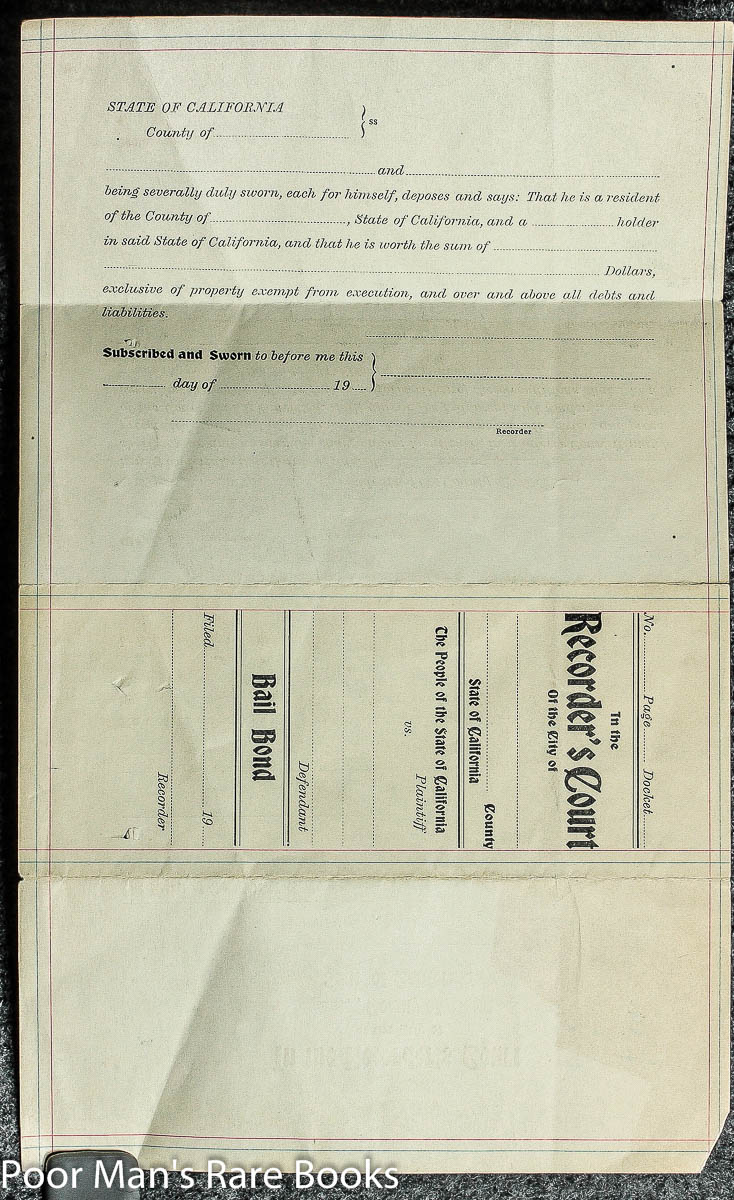 STATE OF CALIFORNIA
County of
} ss
and
being severally duly sworn, each for himself, deposes and says: That he is a resident
of the County of , State of California, and a holder
in said State of California, and that he is worth the sum of
Dollars,
exclusive of property exempt from execution, and over and above all debts and
liabilities.
Subscribed and Sworn to before me this
day of 19
Recorder
No. Page Docket
In the
Recorder's Court
Of the City of
County
State of California
The People of the State of California
Plaintiff
vs.
Defendant
Bail Bond
Filed 19
Recorder
Poor Man's Rare Books